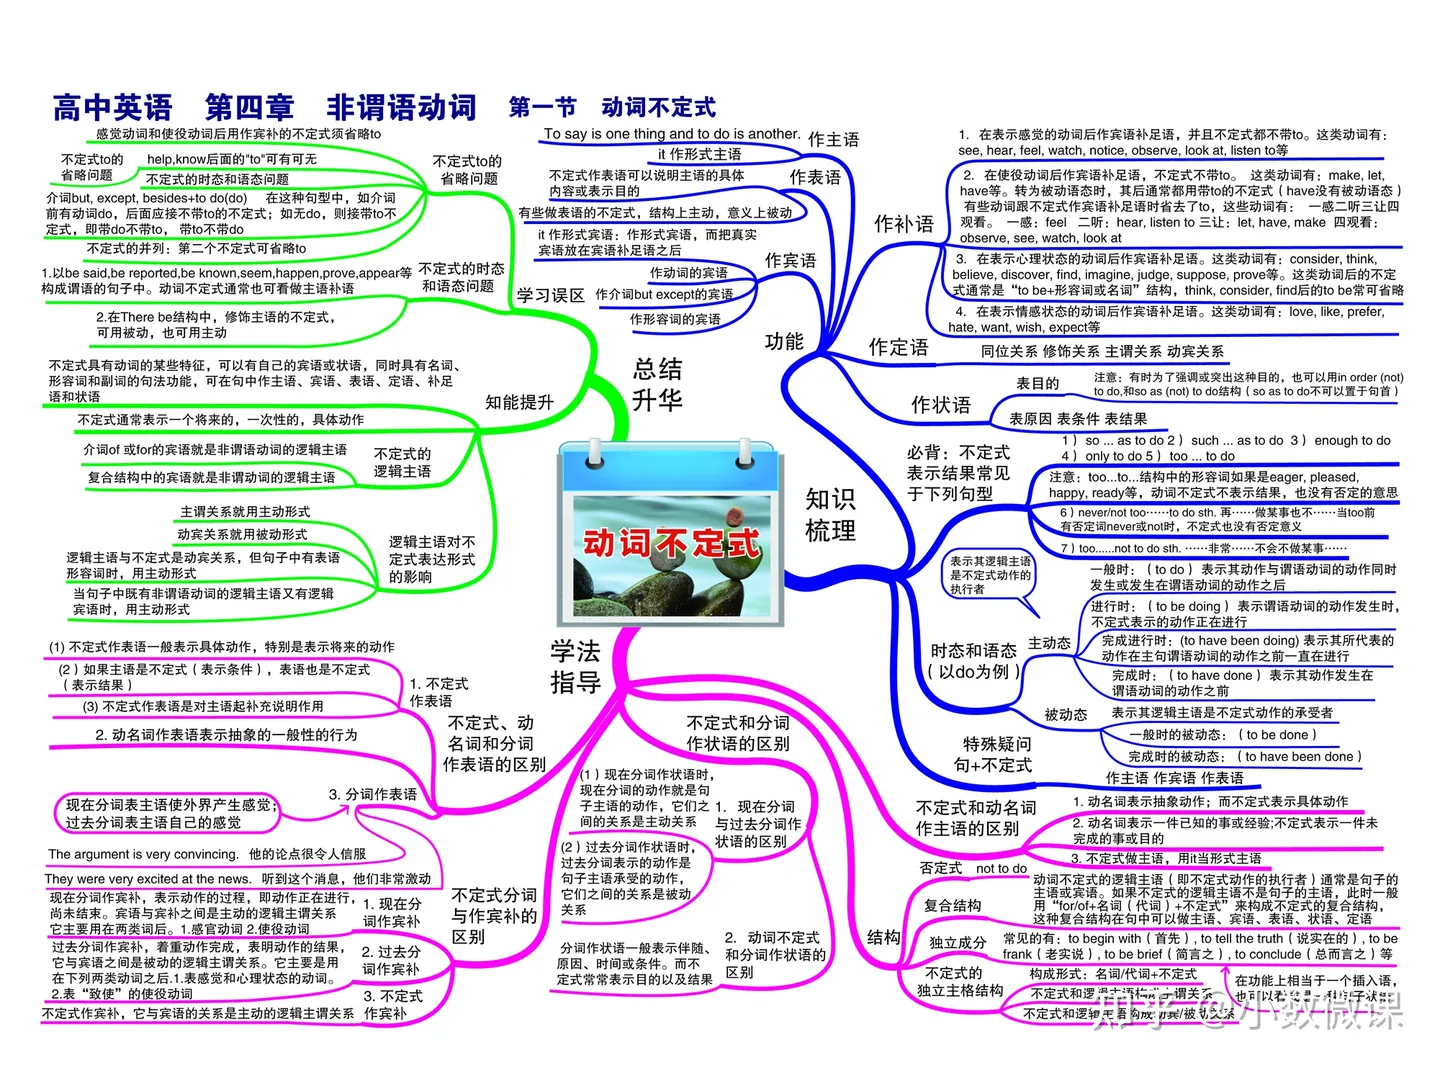 高中英语 第四章 非谓语动词 第一节 动词不定式
感觉动词和使役动词后用作宾补的不定式须省略to
不定式to的
省略问题
help,know后面的"to"可有可无
不定式的时态和语态问题
不定式to的
省略问题
介词but, except, besides+to do(do) 在这种句型中，如介词
前有动词do，后面应接不带to的不定式；如无do，则接带to不
定式，即带do不带to， 带to不带do
不定式的并列：第二个不定式可省略to
1.以be said,be reported,be known,seem,happen,prove,appear等
构成谓语的句子中。动词不定式通常也可看做主语补语
不定式的时态
和语态问题
2.在There be结构中，修饰主语的不定式，
可用被动，也可用主动
学习误区
总结
升华
不定式具有动词的某些特征，可以有自己的宾语或状语，同时具有名词、
形容词和副词的句法功能，可在句中作主语、宾语、表语、定语、补足
语和状语
知能提升
不定式通常表示一个将来的，一次性的，具体动作
介词of 或for的宾语就是非谓语动词的逻辑主语
不定式的
逻辑主语
复合结构中的宾语就是非谓动词的逻辑主语
主谓关系就用主动形式
动宾关系就用被动形式
逻辑主语与不定式是动宾关系，但句子中有表语
形容词时，用主动形式
逻辑主语对不
定式表达形式
的影响
当句子中既有非谓语动词的逻辑主语又有逻辑
宾语时，用主动形式
To say is one thing and to do is another.
it 作形式主语
作主语
不定式作表语可以说明主语的具体
内容或表示目的
作表语
有些做表语的不定式，结构上主动，意义上被动
it 作形式宾语：作形式宾语，而把真实
宾语放在宾语补足语之后
作宾语
作动词的宾语
作介词but except的宾语
作形容词的宾语
功能
作补语
1. 在表示感觉的动词后作宾语补足语，并且不定式都不带to。这类动词有：
see, hear, feel, watch, notice, observe, look at, listen to等
2. 在使役动词后作宾语补足语，不定式不带to。 这类动词有：make, let,
have等。转为被动语态时，其后通常都用带to的不定式（have没有被动语态）
有些动词跟不定式作宾语补足语时省去了to，这些动词有： 一感二听三让四
观看。 一感：feel 二听：hear, listen to 三让：let, have, make 四观看：
observe, see, watch, look at
3. 在表示心理状态的动词后作宾语补足语。这类动词有：consider, think,
believe, discover, find, imagine, judge, suppose, prove等。这类动词后的不定
式通常是“to be+形容词或名词”结构，think, consider, find后的to be常可省略
4. 在表示情感状态的动词后作宾语补足语。这类动词有：love, like, prefer,
hate, want, wish, expect等
作定语
同位关系 修饰关系 主谓关系 动宾关系
作状语
表目的
注意：有时为了强调或突出这种目的，也可以用in order (not)
to do,和so as (not) to do结构（so as to do不可以置于句首）
表原因 表条件 表结果
必背：不定式
表示结果常见
于下列句型
1）so ... as to do 2）such ... as to do 3）enough to do
4）only to do 5）too ... to do
注意：too...to...结构中的形容词如果是eager, pleased,
happy, ready等，动词不定式不表示结果，也没有否定的意思
6）never/not too……to do sth. 再……做某事也不……当too前
有否定词never或not时，不定式也没有否定意义
7）too......not to do sth. ……非常……不会不做某事……
知识
梳理
动词不定式
表示其逻辑主语
是不定式动作的
执行者
时态和语态
（以do为例）
主动态
一般时：（to do）表示其动作与谓语动词的动作同时
发生或发生在谓语动词的动作之后
进行时：（to be doing）表示谓语动词的动作发生时，
不定式表示的动作正在进行
完成进行时：(to have been doing) 表示其所代表的
动作在主句谓语动词的动作之前一直在进行
完成时：（to have done）表示其动作发生在
谓语动词的动作之前
被动态
表示其逻辑主语是不定式动作的承受者
一般时的被动态：（to be done）
完成时的被动态：（to have been done）
特殊疑问
句+不定式
作主语 作宾语 作表语
学法
指导
(1) 不定式作表语一般表示具体动作，特别是表示将来的动作
(2）如果主语是不定式（表示条件），表语也是不定式
（表示结果）
(3) 不定式作表语是对主语起补充说明作用
1. 不定式
作表语
2. 动名词作表语表示抽象的一般性的行为
不定式、动
名词和分词
作表语的区别
3. 分词作表语
现在分词表主语使外界产生感觉；
过去分词表主语自己的感觉
The argument is very convincing. 他的论点很令人信服
They were very excited at the news. 听到这个消息，他们非常激动
现在分词作宾补，表示动作的过程，即动作正在进行，
尚未结束。宾语与宾补之间是主动的逻辑主谓关系
它主要用在两类词后。1.感官动词 2.使役动词
1. 现在分
词作宾补
过去分词作宾补，着重动作完成，表明动作的结果，
它与宾语之间是被动的逻辑主谓关系。它主要是用
在下列两类动词之后.1.表感觉和心理状态的动词。
2.表“致使”的使役动词
2. 过去分
词作宾补
不定式作宾补，它与宾语的关系是主动的逻辑主谓关系
3. 不定式
作宾补
不定式分词
与作宾补的
区别
不定式和分词
作状语的区别
(1）现在分词作状语时，
现在分词的动作就是句
子主语的动作，它们之
间的关系是主动关系
(2）过去分词作状语时，
过去分词表示的动作是
句子主语承受的动作，
它们之间的关系是被动
关系
1. 现在分词
与过去分词作
状语的区别
分词作状语一般表示伴随、
原因、时间或条件。而不
定式常常表示目的以及结果
2. 动词不定式
和分词作状语的
区别
不定式和动名词
作主语的区别
1. 动名词表示抽象动作；而不定式表示具体动作
2. 动名词表示一件已知的事或经验;不定式表示一件未
完成的事或目的
3. 不定式做主语，用it当形式主语
结构
否定式 not to do
复合结构
动词不定式的逻辑主语（即不定式动作的执行者）通常是句子的
主语或宾语。如果不定式的逻辑主语不是句子的主语，此时一般
用“for/of+名词（代词）+不定式”来构成不定式的复合结构，
这种复合结构在句中可以做主语、宾语、表语、状语、定语
独立成分
常见的有：to begin with（首先）, to tell the truth（说实在的）, to be
frank（老实说）, to be brief（简言之）, to conclude（总而言之）等
不定式的
独立主格结构
构成形式：名词/代词+不定式
不定式和逻辑主语构成主谓关系
不定式和逻辑主语构成动宾/被动关系
在功能上相当于一个插入语，
知乎 @小数微课